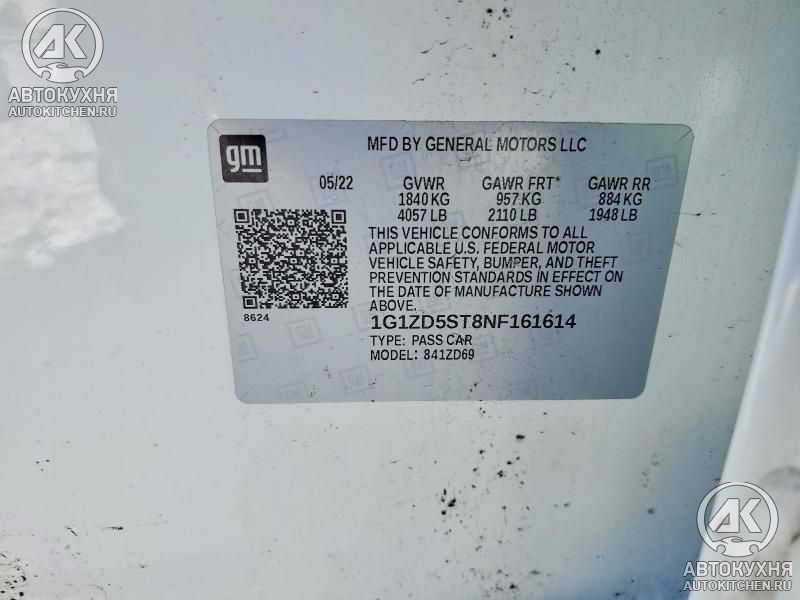 AK
АВТОКУХНЯ
AUTOKITCHEN.RU
gm
MFD BY GENERAL MOTORS LLC
05/22 GVWR GAWR FRT* GAWR RR
1840 KG 957 KG 884 KG
4057 LB 2110 LB 1948 LB
THIS VEHICLE CONFORMS TO ALL
APPLICABLE U.S. FEDERAL MOTOR
VEHICLE SAFETY, BUMPER, AND THEFT
PREVENTION STANDARDS IN EFFECT ON
THE DATE OF MANUFACTURE SHOWN
ABOVE.
8624
1G1ZD5ST8NF161614
TYPE: PASS CAR
MODEL: 841ZD69
AK
АВТОКУХНЯ
AUTOKITCHEN.RU